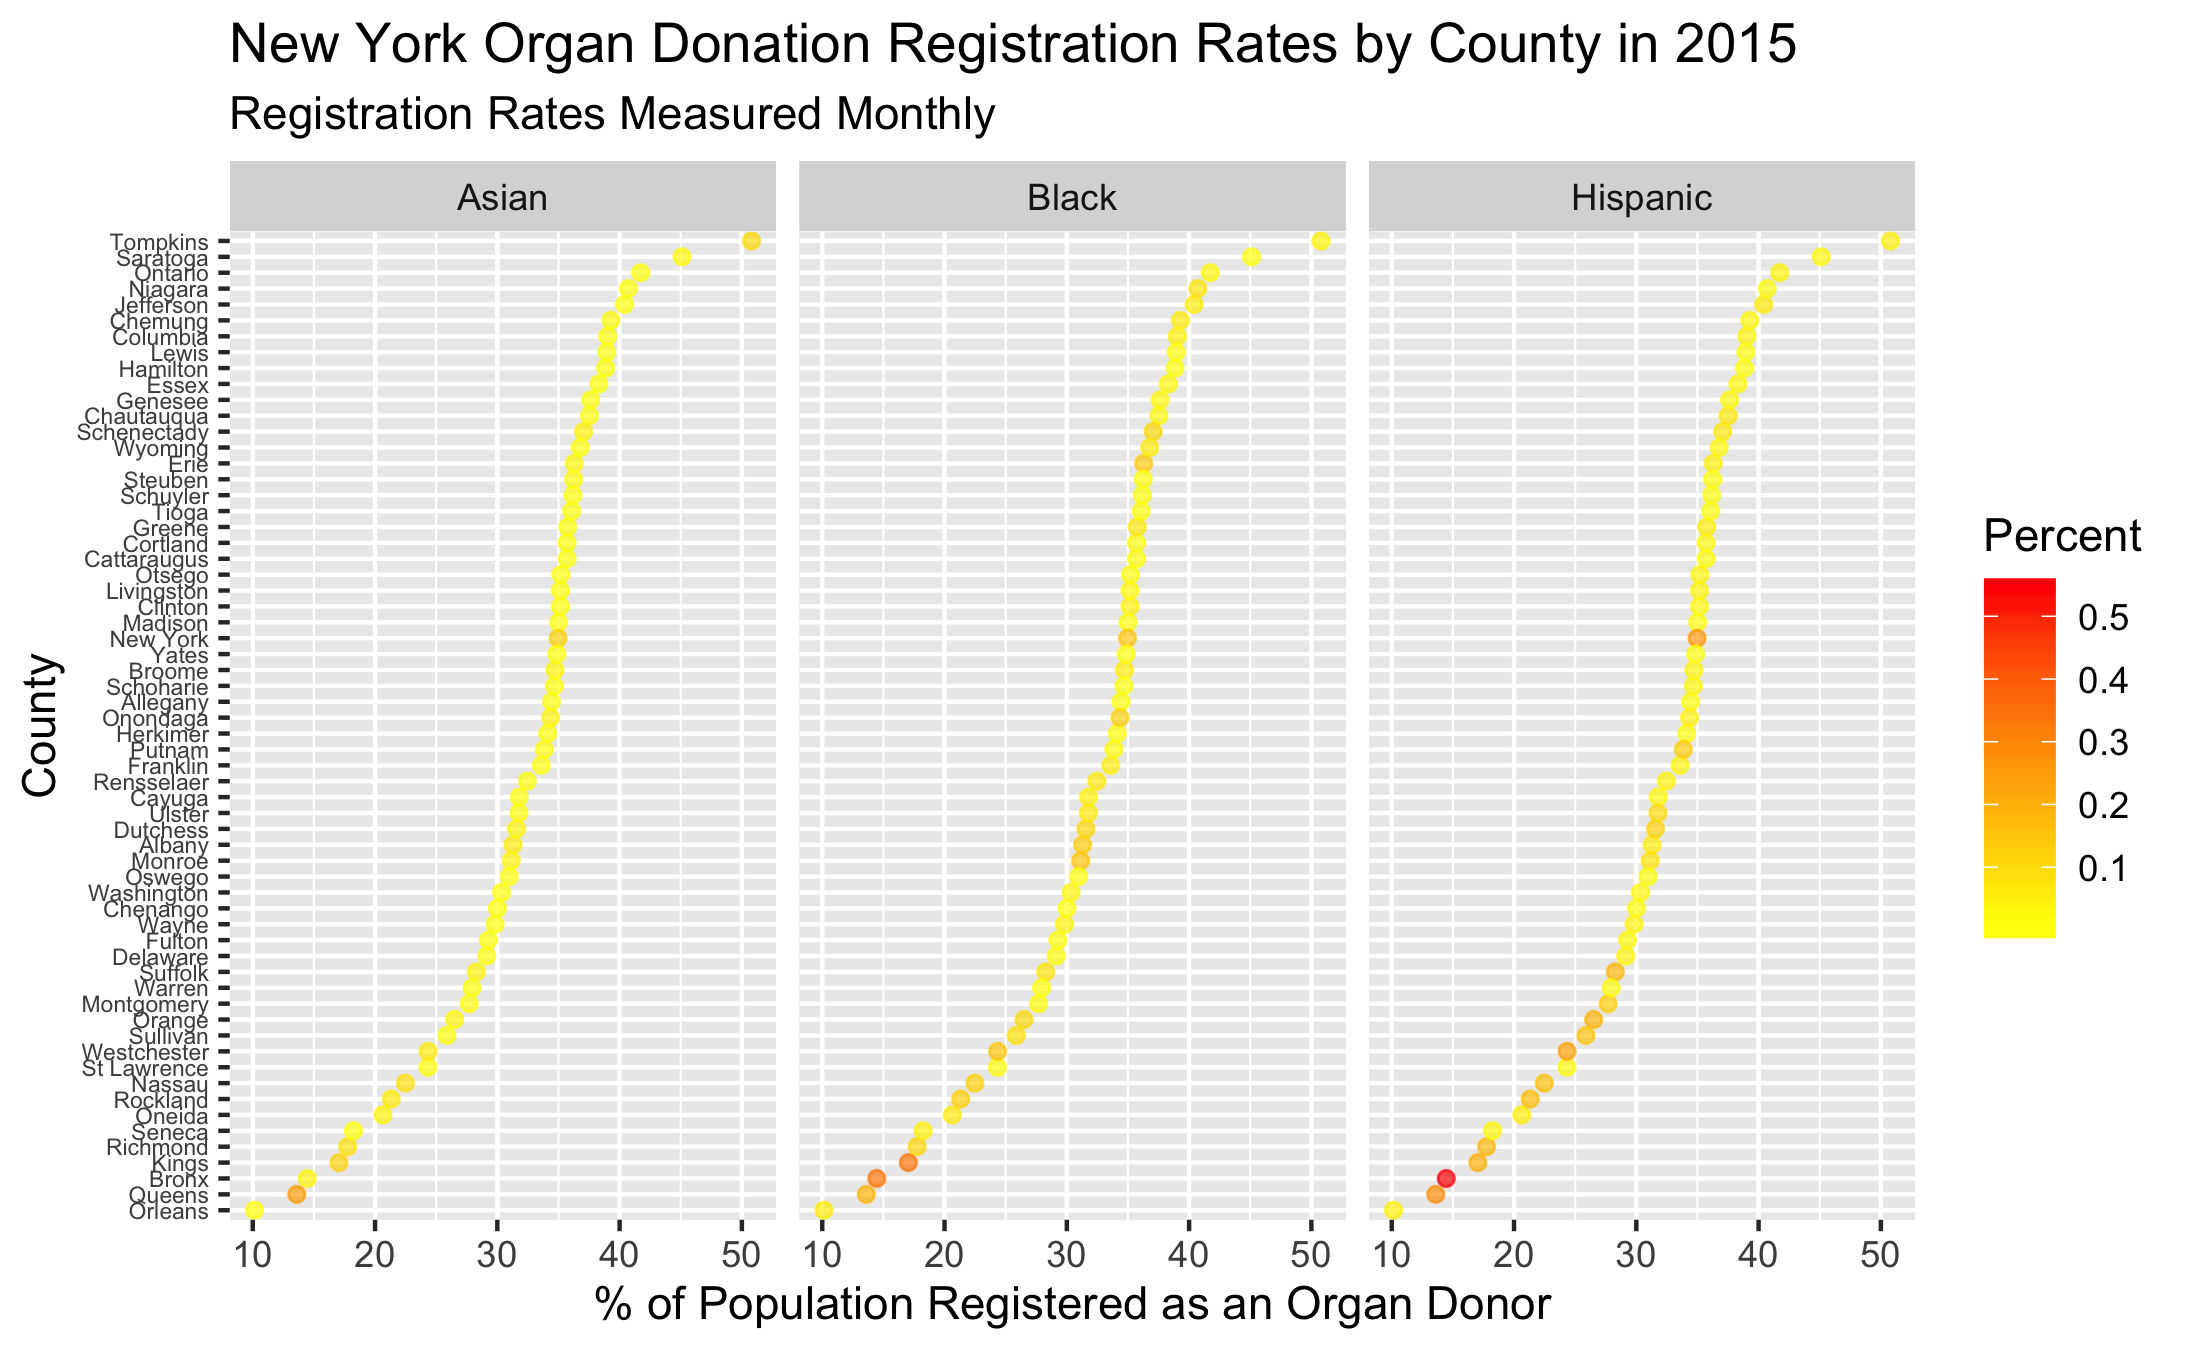 New York Organ Donation Registration Rates by County in 2015
Registration Rates Measured Monthly
Asian
Black
Hispanic
County
Tompkins
Saratoga
Ontario
Niagara
Jefferson
Chemung
Columbia
Lewis
Hamilton
Essex
Genesee
Chautauqua
Schenectady
Wyoming
Erie
Steuben
Schuyler
Tioga
Greene
Cortland
Cattaraugus
Otsego
Livingston
Clinton
Madison
New York
Yates
Broome
Schoharie
Allegany
Onondaga
Herkimer
Putnam
Franklin
Rensselaer
Cayuga
Ulster
Dutchess
Albany
Monroe
Oswego
Washington
Chenango
Wayne
Fulton
Delaware
Suffolk
Warren
Montgomery
Orange
Sullivan
Westchester
St Lawrence
Nassau
Rockland
Oneida
Seneca
Richmond
Kings
Bronx
Queens
Orleans
10 20 30 40 50
10 20 30 40 50
10 20 30 40 50
% of Population Registered as an Organ Donor
Percent
0.5
0.4
0.3
0.2
0.1